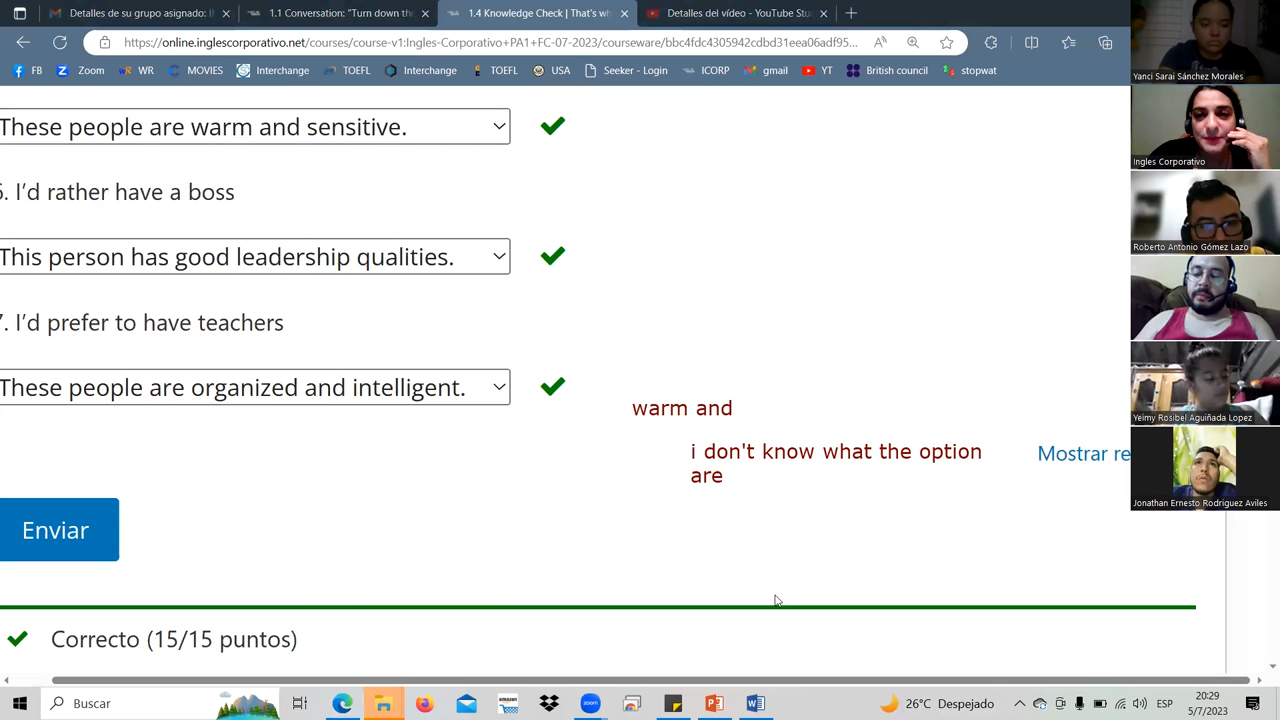 Detalles de su grupo asignado: II
1.1 Conversation: "Turn down the
1.4 Knowledge Check | That's wh
Detalles del vídeo - YouTube Stu
https://online.inglescorporativo.net/courses/course-v1:Ingles-Corporativo+PA1+FC-07-2023/courseware/bbc4fdc4305942cdbd31eea06adf95...
FB Zoom WR MOVIES Interchange TOEFL Interchange TOEFL USA Seeker - Login ICORP gmail YT British council stopwat
These people are warm and sensitive.
6. I'd rather have a boss
This person has good leadership qualities.
7. I'd prefer to have teachers
These people are organized and intelligent.
warm and
i don't know what the option
are
Mostrar re
Enviar
Correcto (15/15 puntos)
Yanci Sarai Sánchez Morales
Ingles Corporativo
Roberto Antonio Gómez Lazo
Yeimy Rosibel Aguiñada Lopez
Jonathan Ernesto Rodriguez Aviles
Buscar
amazon
zoom
26°C Despejado
ESP
20:29
5/7/2023